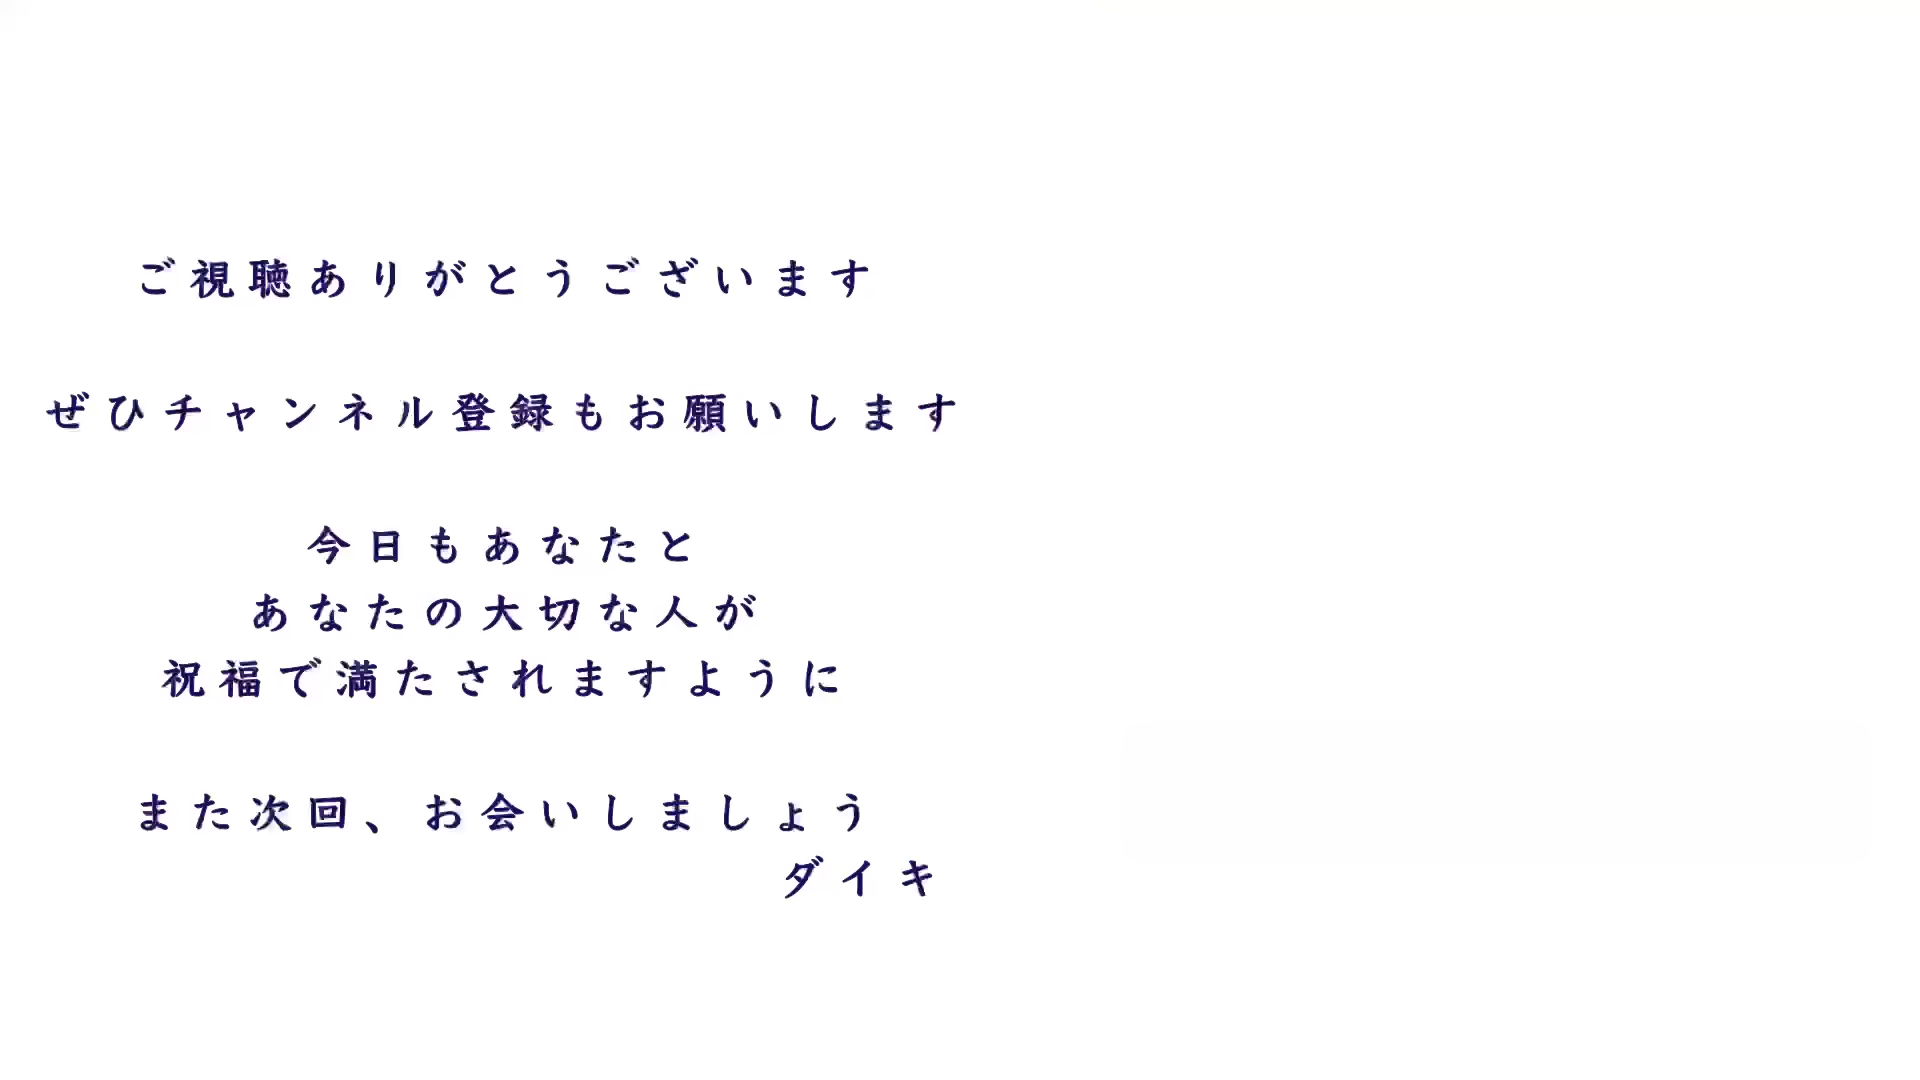 ご視聴ありがとうございます
ぜひチャンネル登録もお願いします
今日もあなたと
あなたの大切な人が
祝福で満たされますように
また次回、お会いしましょう
ダイキ